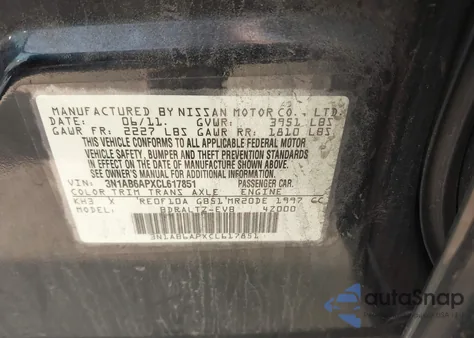 MANUFACTURED BY NISSAN MOTOR CO., LTD.
DATE: 06/11. GVWR: 3951 LBS
GAWR FR: 2227 LBS GAWR RR: 1810 LBS
THIS VEHICLE CONFORMS TO ALL APPLICABLE FEDERAL MOTOR
VEHICLE SAFETY, BUMPER AND THEFT PREVENTION STANDARDS
IN EFFECT ON THE DATE OF MANUFACTURE SHOWN ABOVE. SEE
OWNER'S MANUAL FOR ADDITIONAL INFORMATION.
VEHICLE: 3N1AB6APXCL617851 PASSENGER CAR.
COLOR TRIM TRANS AXLE ENGINE
KH3 X RE0F10A GB51 MR20DE 1997 CC
BDRALTZ-EVB 4Z000
3N1AB6APXCL617851
autoSnap